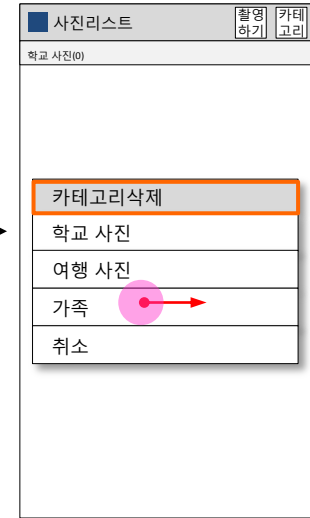 사진리스트
촬영
하기
카테
고리
학교 사진(0)
카테고리삭제
학교 사진
여행 사진
가족
취소